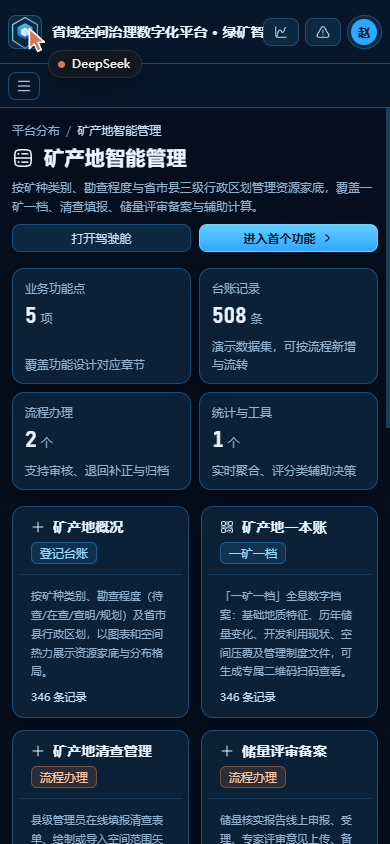 省域空间治理数字化平台 • 绿矿智
赵
DeepSeek
平台分布 / 矿产地智能管理
矿产地智能管理
按矿种类别、勘查程度与省市县三级行政区划管理资源家底，覆盖一
矿一档、清查填报、储量评审备案与辅助计算。
打开驾驶舱
进入首个功能
业务功能点
5 项
覆盖功能设计对应章节
台账记录
508 条
演示数据集，可按流程新增
与流转
流程办理
2 个
支持审核、退回补正与归档
统计与工具
1 个
实时聚合、评分类辅助决策
矿产地概况
登记台账
按矿种类别、勘查程度（待
查/在查/查明/规划）及省市
县行政区划，以图表和空间
热力展示资源家底与分布格
局。
346 条记录
矿产地一本账
一矿一档
「一矿一档」全息数字档
案：基础地质特征、历年储
量变化、开发利用现状、空
间压覆及管理制度文件，可
生成专属二维码扫码查看。
346 条记录
矿产地清查管理
流程办理
县级管理员在线填报清查表
单、绘制或导入空间范围矢
储量评审备案
流程办理
储量核实报告线上申报、受
理、专家评审意见上传、备